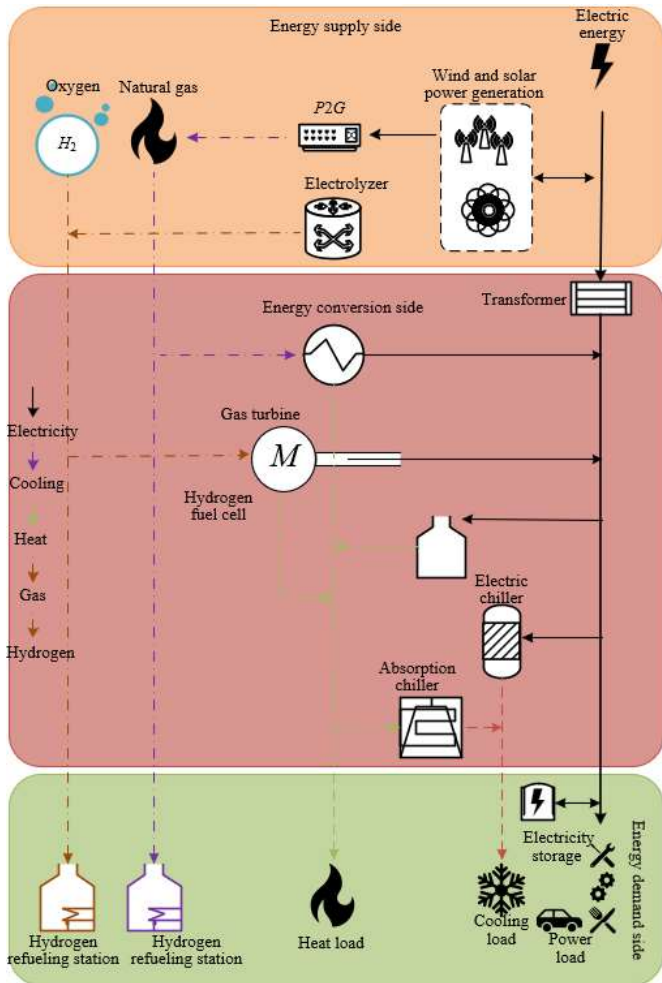 Energy supply side
Electric
energy
Oxygen
Natural gas
P2G
Wind and solar
power generation
H2
Electrolyzer
Transformer
Energy conversion side
Gas turbine
M
Electricity
Cooling
Hydrogen
fuel cell
Heat
Electric
chiller
Gas
Hydrogen
Absorption
chiller
Electricity
storage
Energy demand side
Hydrogen
refueling station
Hydrogen
refueling station
Heat load
Cooling
load
Power
load